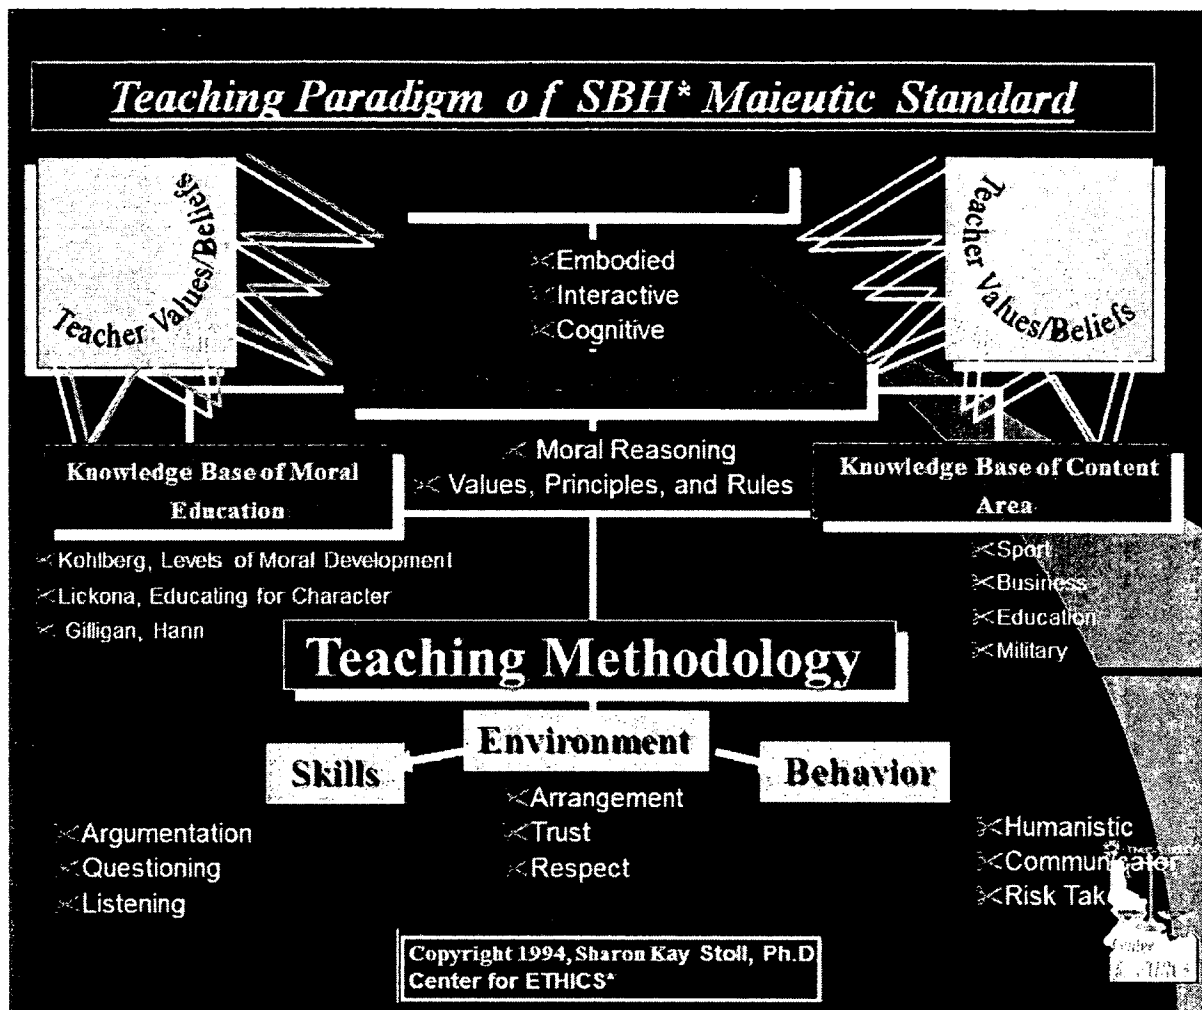 Teaching Paradigm o f SBH* Maieutic Standard
Teacher Values/Beliefs
Teacher Values/Beliefs
Embodied
Interactive
Cognitive
Moral Reasoning
Values, Principles, and Rules
Knowledge Base of Moral
Education
Kohlberg, Levels of Moral Development
Lickona, Educating for Character
Gilligan, Hann
Knowledge Base of Content
Area
Sport
Business
Education
Military
Teaching Methodology
Environment
Skills
Behavior
Argumentation
Questioning
Listening
Arrangement
Trust
Respect
Humanistic
Communicator
Risk Tak
Copyright 1994, Sharon Kay Stoll, Ph.D
Center for ETHICS*